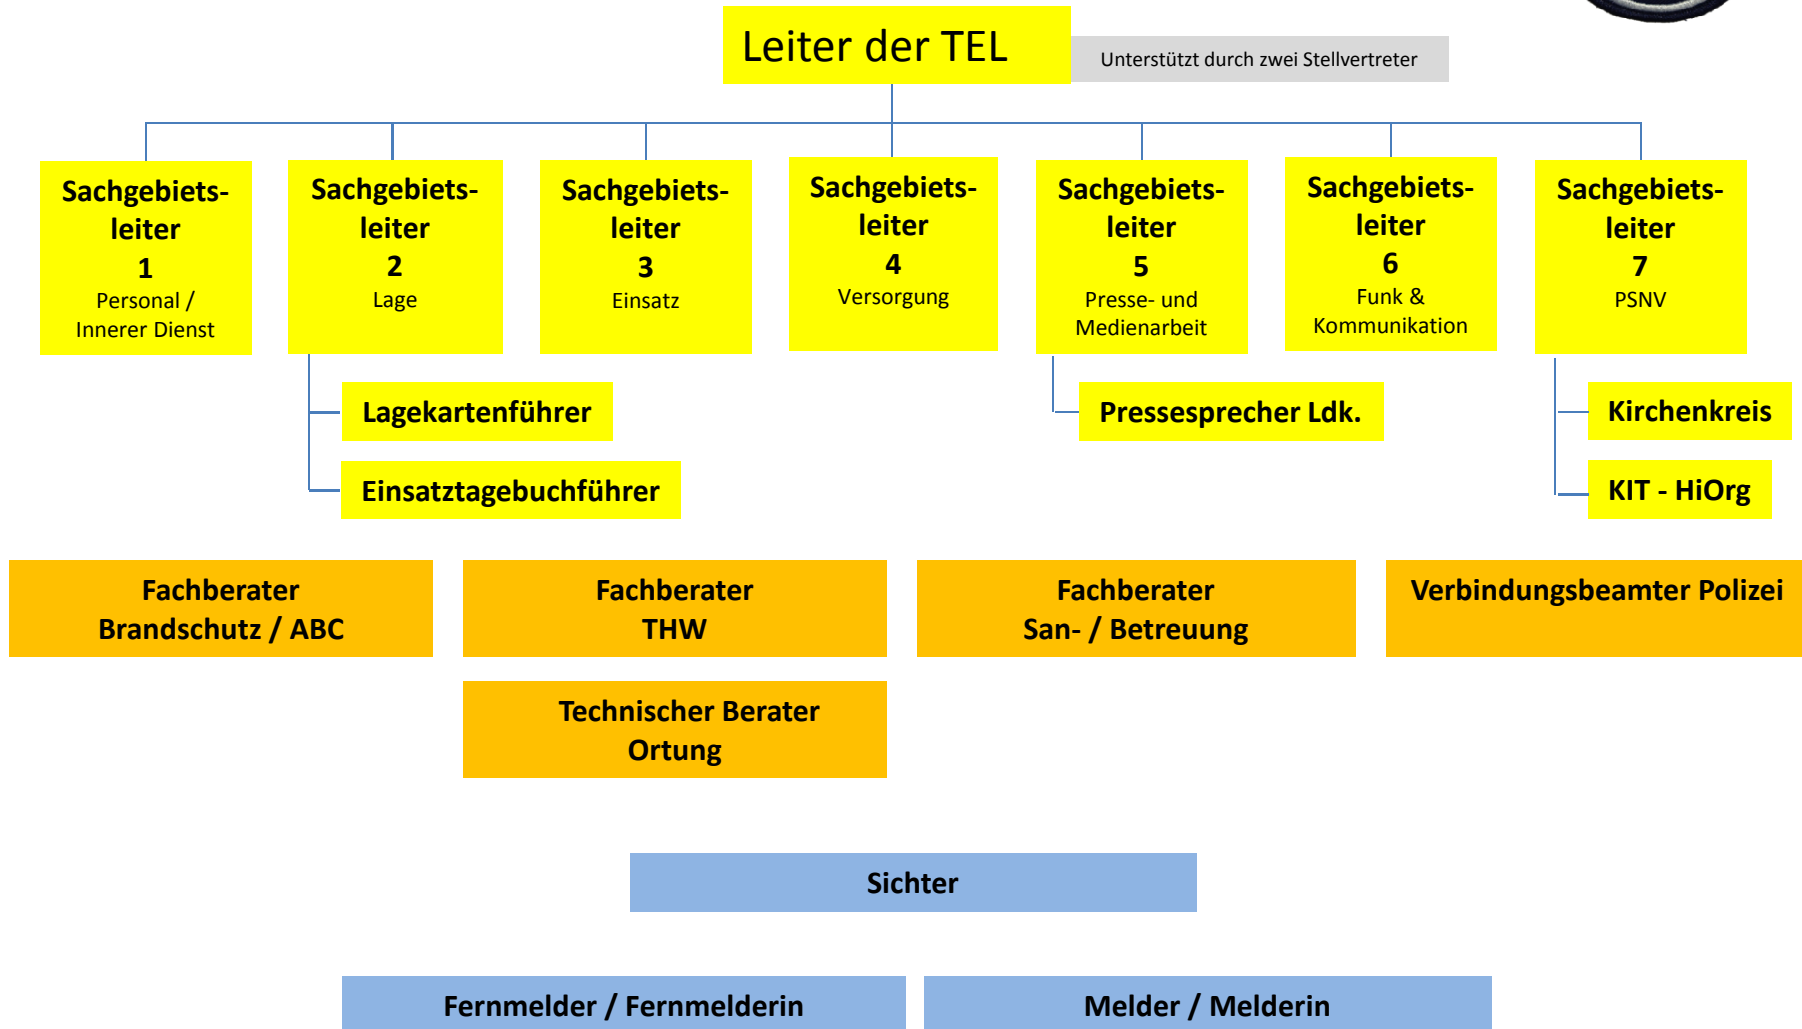 Leiter der TEL
Unterstützt durch zwei Stellvertreter
Sachgebiets-
leiter
1
Personal /
Innerer Dienst
Sachgebiets-
leiter
2
Lage
Sachgebiets-
leiter
3
Einsatz
Sachgebiets-
leiter
4
Versorgung
Sachgebiets-
leiter
5
Presse- und
Medienarbeit
Sachgebiets-
leiter
6
Funk &
Kommunikation
Sachgebiets-
leiter
7
PSNV
Lagekartenführer
Einsatztagebuchführer
Pressesprecher Ldk.
Kirchenkreis
KIT - HiOrg
Fachberater
Brandschutz / ABC
Fachberater
THW
Fachberater
San- / Betreuung
Verbindungsbeamter Polizei
Technischer Berater
Ortung
Sichter
Fernmelder / Fernmelderin
Melder / Melderin